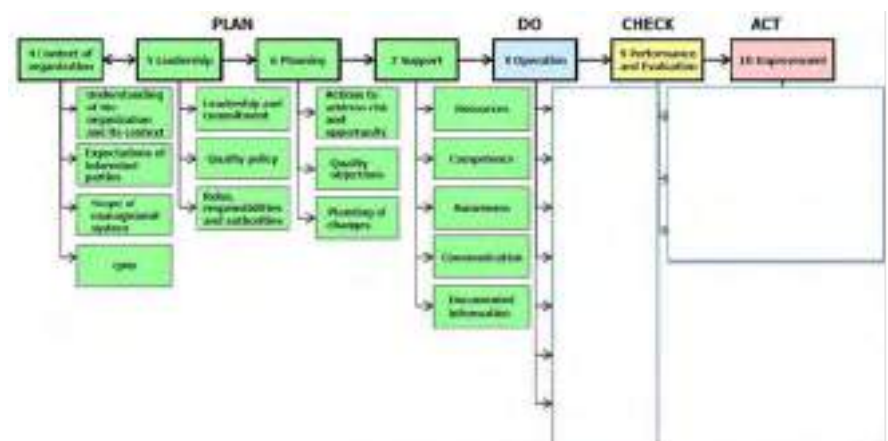 PLAN
DO
CHECK
ACT
4 Context of
organization
5 Leadership
6 Planning
7 Support
8 Operation
9 Performance
and Evaluation
10 Improvement
Understanding
of the
organization
and its context
Expectations of
interested
parties
Scope of
management
system
QMS
Leadership and
commitment
Quality policy
Roles,
responsibilities
and authorities
Actions to
address risk
and
opportunity
Quality
objectives
Planning of
changes
Resources
Competence
Awareness
Communication
Documented
information